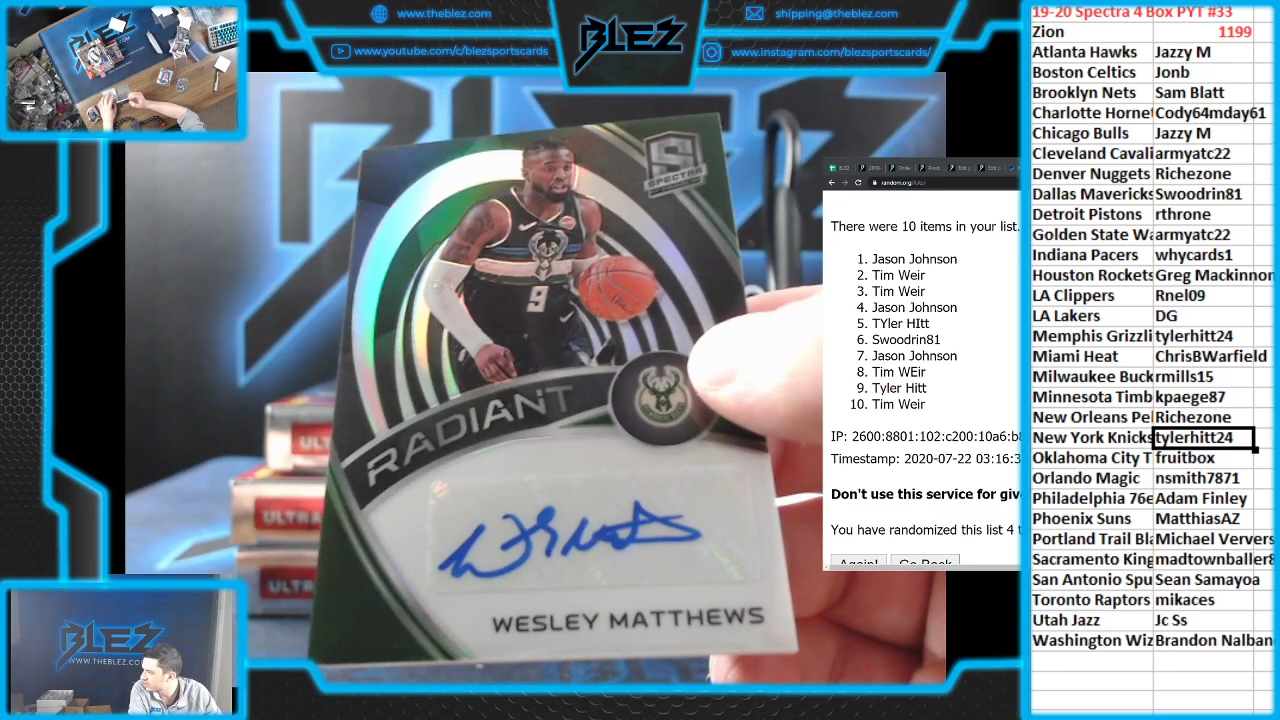 www.theblez.com
www.youtube.com/c/blezsportscards
BLEZ
shipping@theblez.com
www.instagram.com/blezsportscards/
19-20 Spectra 4 Box PYT #33
Zion 1199
Atlanta Hawks Jazzy M
Boston Celtics Jonb
Brooklyn Nets Sam Blatt
Charlotte Hornet Cody64mday61
Chicago Bulls Jazzy M
Cleveland Cavali armyatc22
Denver Nuggets Richezone
Dallas Mavericks Swoodrin81
Detroit Pistons rthrone
Golden State Wa armyatc22
Indiana Pacers whycards1
Houston Rockets Greg Mackinnon
LA Clippers Rnel09
LA Lakers DG
Memphis Grizzli tylerhitt24
Miami Heat ChrisBWarfield
Milwaukee Buck rmills15
Minnesota Timb kpaege87
New Orleans Pel Richezone
New York Knicks tylerhitt24
Oklahoma City T fruitbox
Orlando Magic nsmith7871
Philadelphia 76e Adam Finley
Phoenix Suns MatthiasAZ
Portland Trail Bla Michael Ververs
Sacramento King madtownballer8
San Antonio Spu Sean Samayoa
Toronto Raptors mikaces
Utah Jazz Jc Ss
Washington Wiz Brandon Nalban
random.org/lists/
There were 10 items in your list.
1. Jason Johnson
2. Tim Weir
3. Tim Weir
4. Jason Johnson
5. TYler HItt
6. Swoodrin81
7. Jason Johnson
8. Tim WEir
9. Tyler Hitt
10. Tim Weir
IP: 2600:8801:102:c200:10a6:b
Timestamp: 2020-07-22 03:16:3
Don't use this service for giv
You have randomized this list 4 t
Again! Go Back
S
SPECTRA
9
RADIANT
WESLEY MATTHEWS
ULT
ULTRA
ULTRA
BLEZ
WWW.THEBLEZ.COM